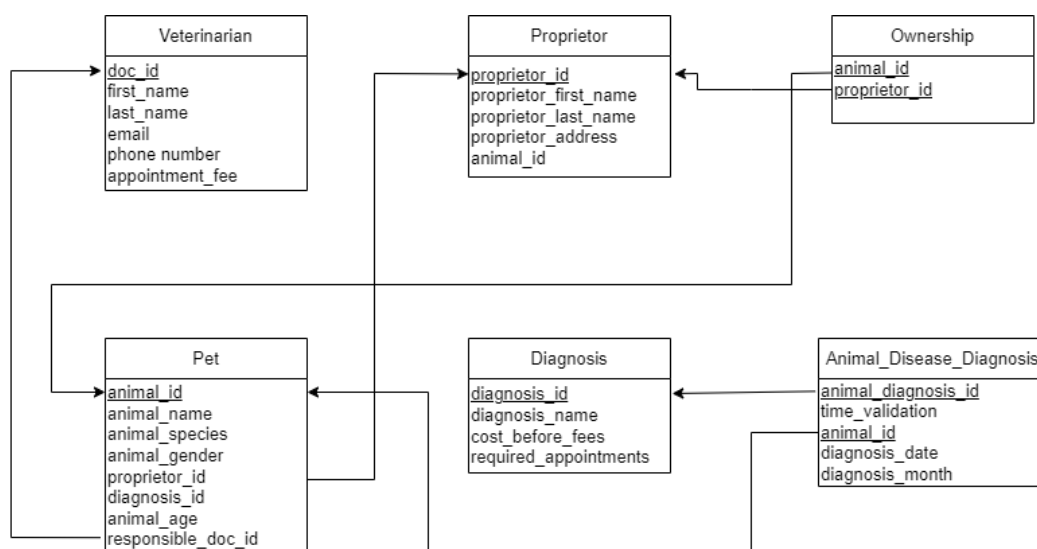 Veterinarian
doc_id
first_name
last_name
email
phone number
appointment_fee
Proprietor
proprietor_id
proprietor_first_name
proprietor_last_name
proprietor_address
animal_id
Ownership
animal_id
proprietor_id
Pet
animal_id
animal_name
animal_species
animal_gender
proprietor_id
diagnosis_id
animal_age
responsible_doc_id
Diagnosis
diagnosis_id
diagnosis_name
cost_before_fees
required_appointments
Animal_Disease_Diagnosis
animal_diagnosis_id
time_validation
animal_id
diagnosis_date
diagnosis_month